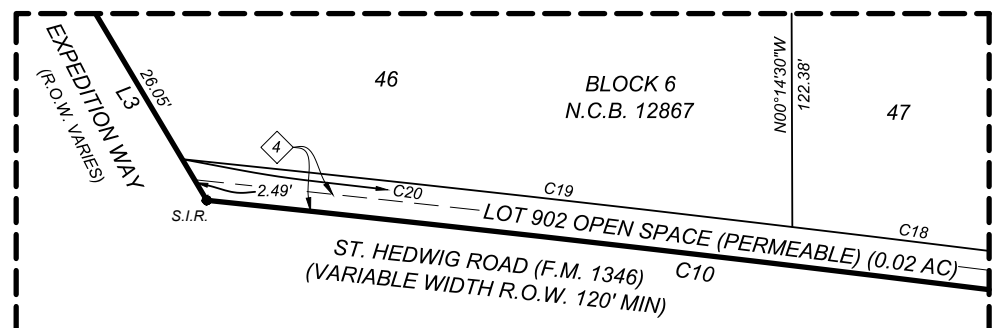 EXPEDITION WAY
(R.O.W. VARIES)
26.05'
L3
46
BLOCK 6
N.C.B. 12867
N00°14'30"W
122.38'
47
4
2.49'
C20
C19
C18
S.I.R.
LOT 902 OPEN SPACE (PERMEABLE) (0.02 AC)
ST. HEDWIG ROAD (F.M. 1346)
(VARIABLE WIDTH R.O.W. 120' MIN)
C10